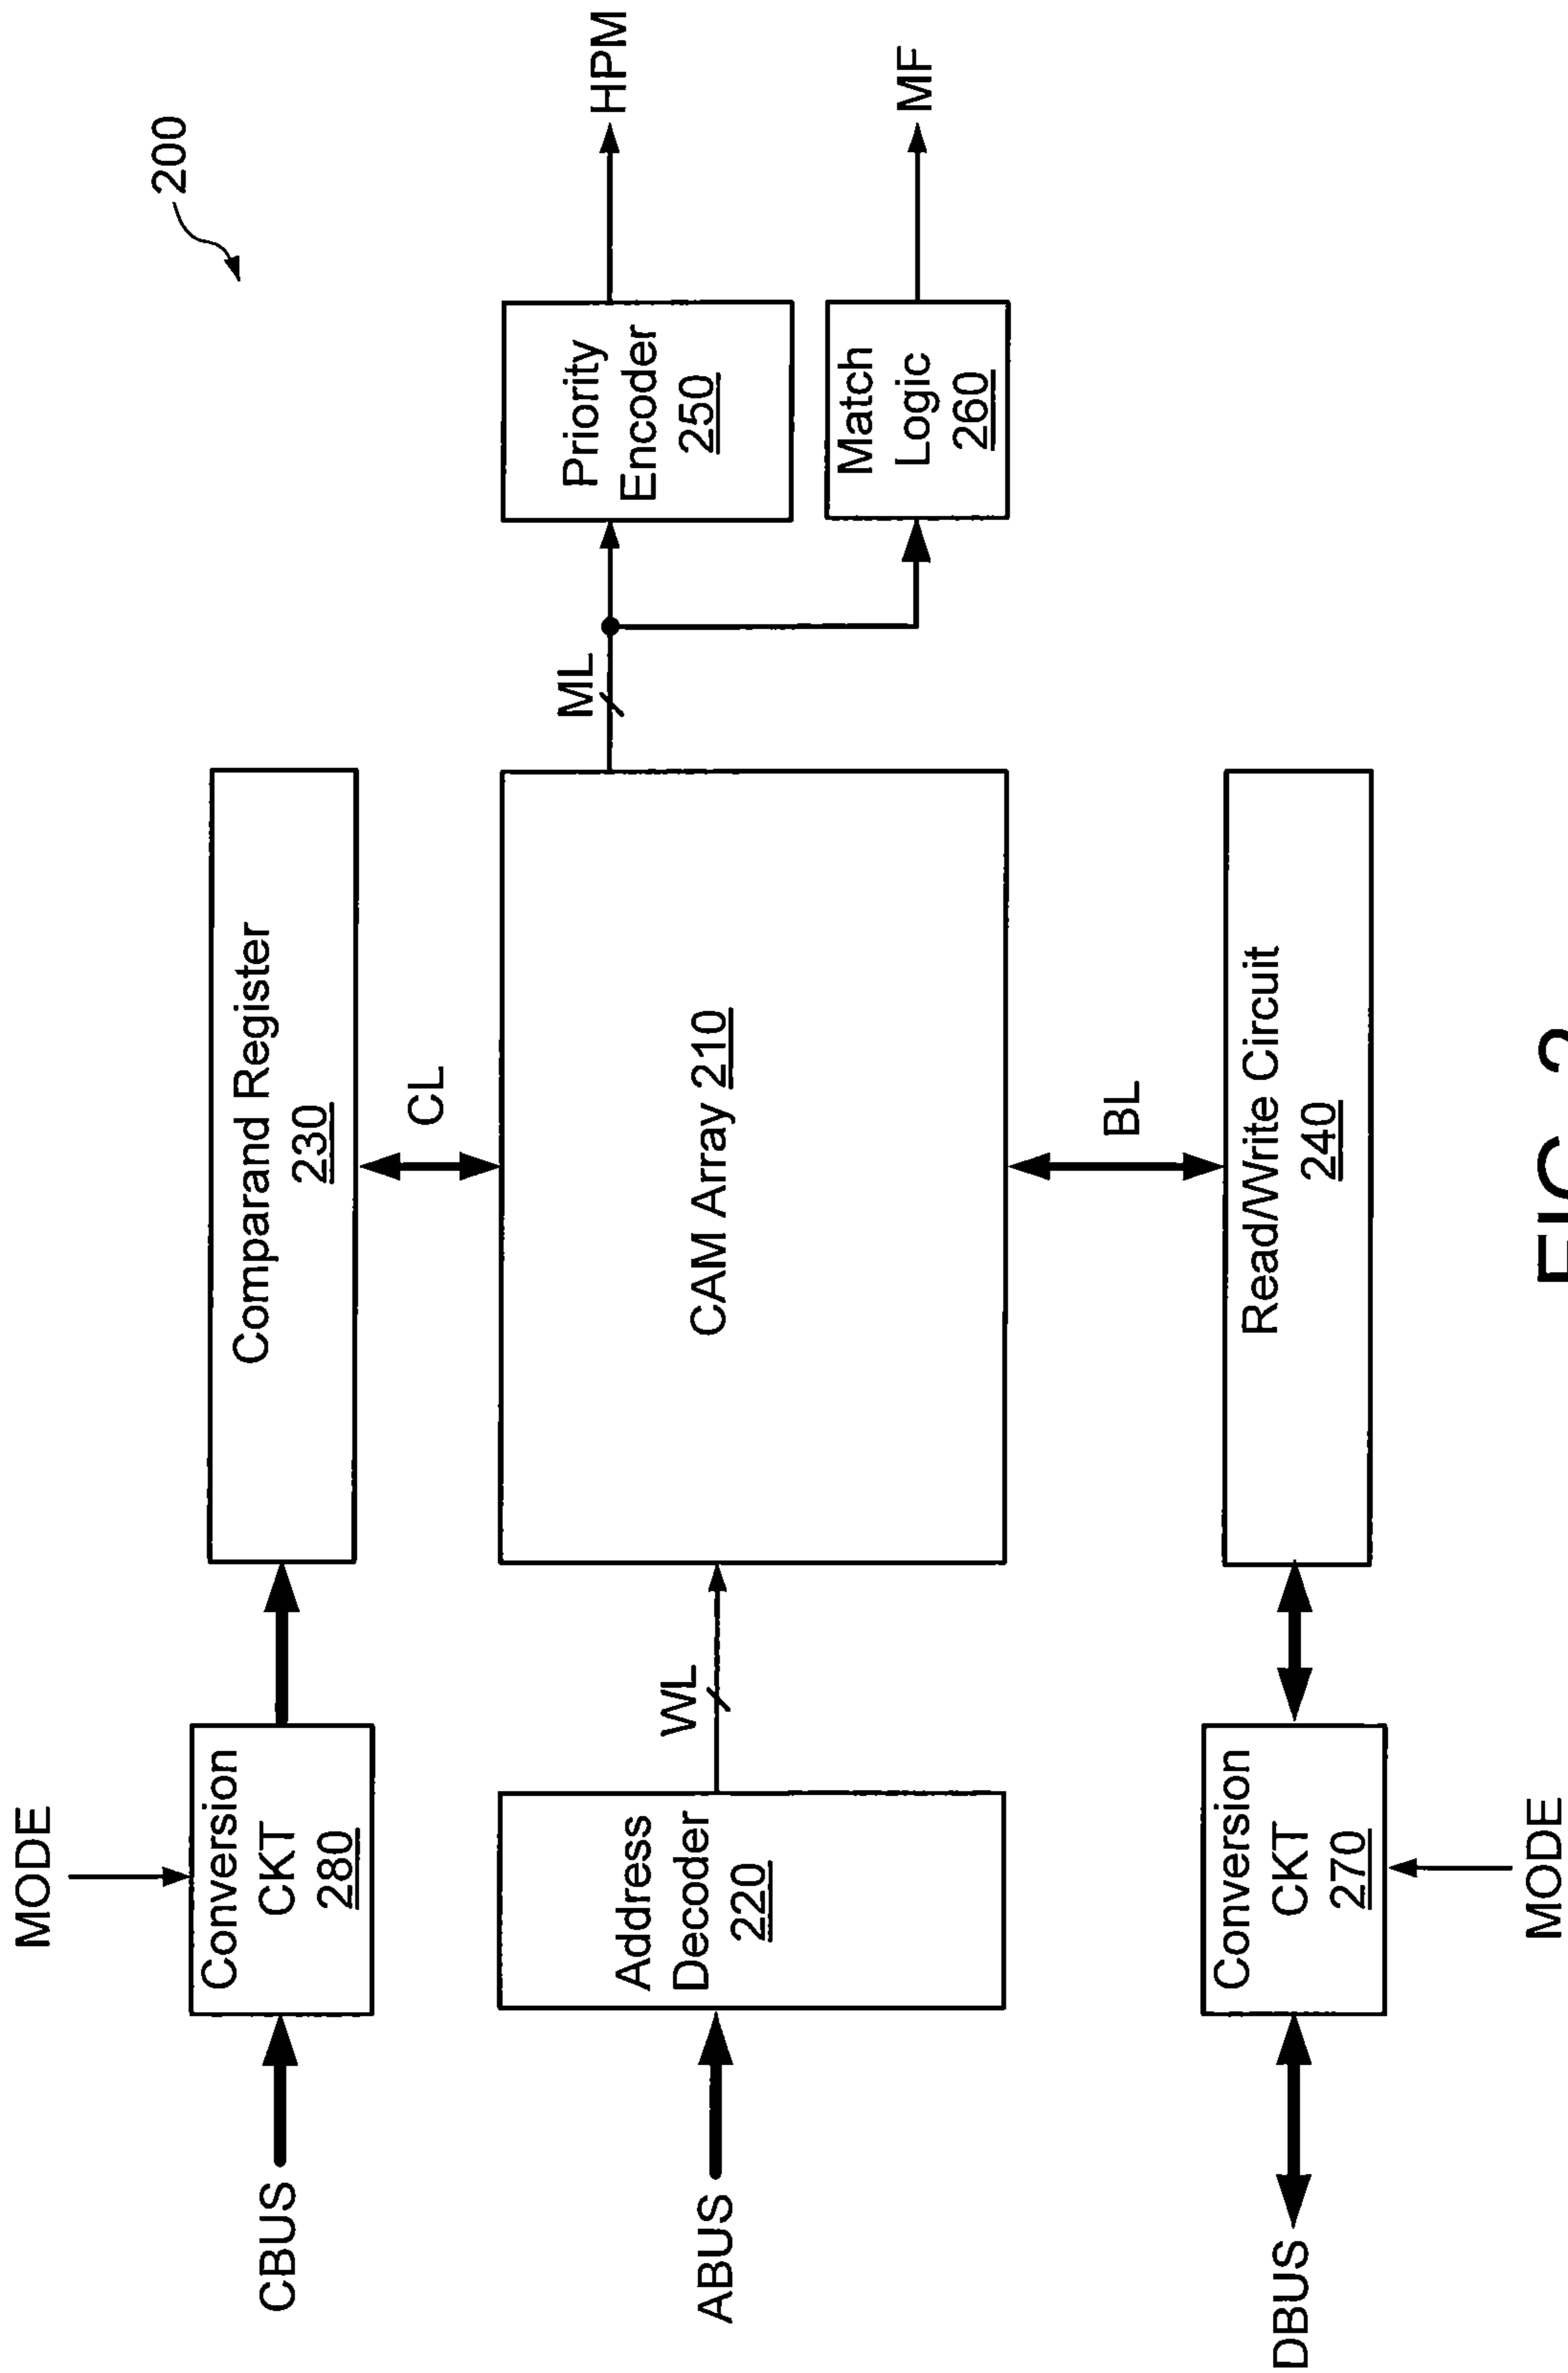 200
MODE
CBUS
Conversion
CKT
280
Comparand Register
230
CL
ABUS
Address
Decoder
220
WL
CAM Array 210
ML
Priority
Encoder
250
HPM
Match
Logic
260
MF
BL
DBUS
Conversion
CKT
270
MODE
Read/Write Circuit
240